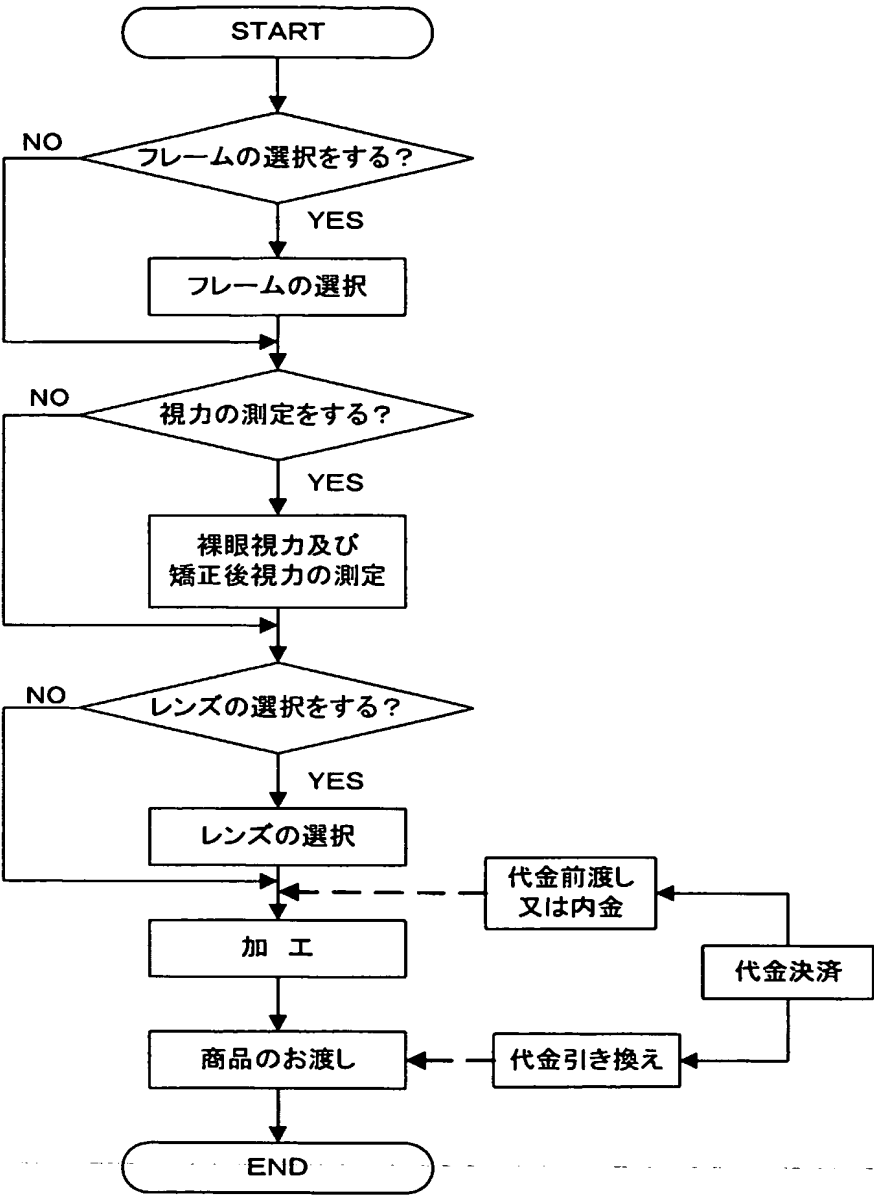 START
NO
フレームの選択をする?
YES
フレームの選択
NO
視力の測定をする?
YES
裸眼視力及び
矯正後視力の測定
NO
レンズの選択をする?
YES
レンズの選択
代金前渡し
又は内金
加 工
代金決済
商品のお渡し
代金引き換え
END